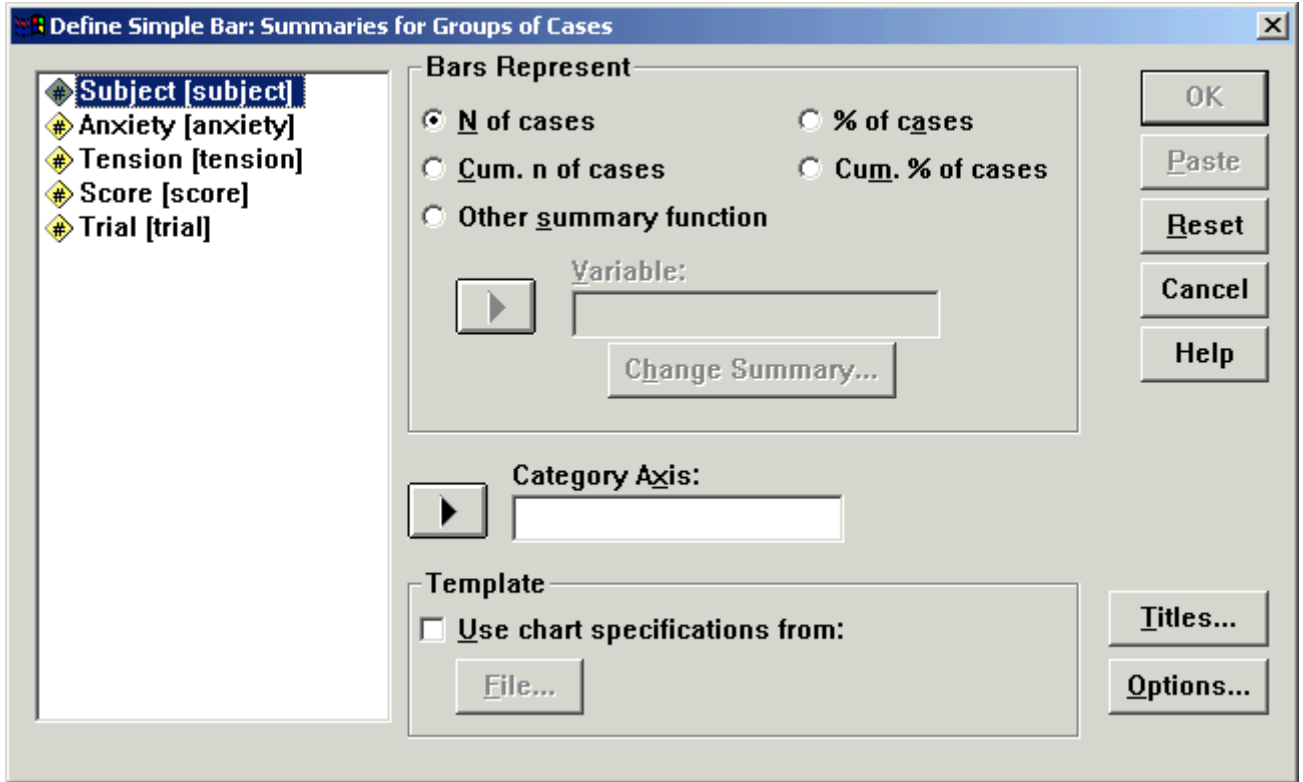 Define Simple Bar: Summaries for Groups of Cases
Subject [subject]
Anxiety [anxiety]
Tension [tension]
Score [score]
Trial [trial]
Bars Represent
N of cases
% of cases
Cum. n of cases
Cum. % of cases
Other summary function
Variable:
Change Summary...
Category Axis:
Template
Use chart specifications from:
File...
OK
Paste
Reset
Cancel
Help
Titles...
Options...